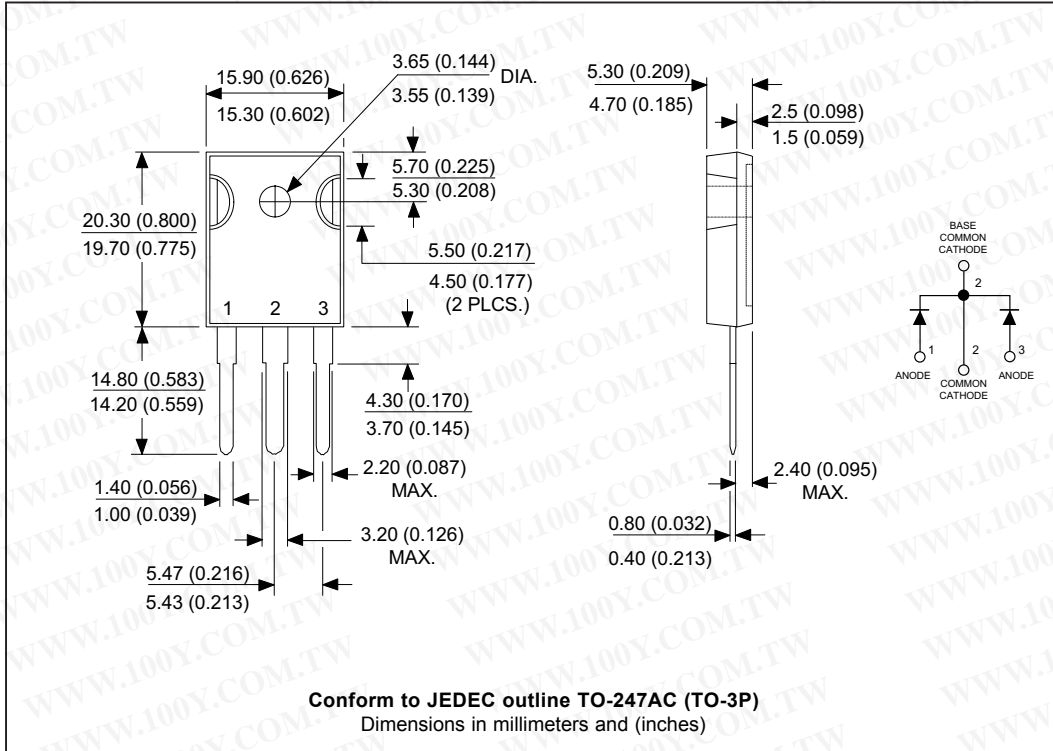 3.65 (0.144)
3.55 (0.139)
DIA.
15.90 (0.626)
15.30 (0.602)
5.30 (0.209)
4.70 (0.185)
2.5 (0.098)
1.5 (0.059)
5.70 (0.225)
5.30 (0.208)
20.30 (0.800)
19.70 (0.775)
5.50 (0.217)
4.50 (0.177)
(2 PLCS.)
1 2 3
BASE
COMMON
CATHODE
2
1 2 3
ANODE COMMON ANODE
CATHODE
14.80 (0.583)
14.20 (0.559)
4.30 (0.170)
3.70 (0.145)
2.20 (0.087)
MAX.
2.40 (0.095)
MAX.
1.40 (0.056)
1.00 (0.039)
3.20 (0.126)
MAX.
0.80 (0.032)
0.40 (0.213)
5.47 (0.216)
5.43 (0.213)
Conform to JEDEC outline TO-247AC (TO-3P)
Dimensions in millimeters and (inches)
WWW.100Y.COM.TW